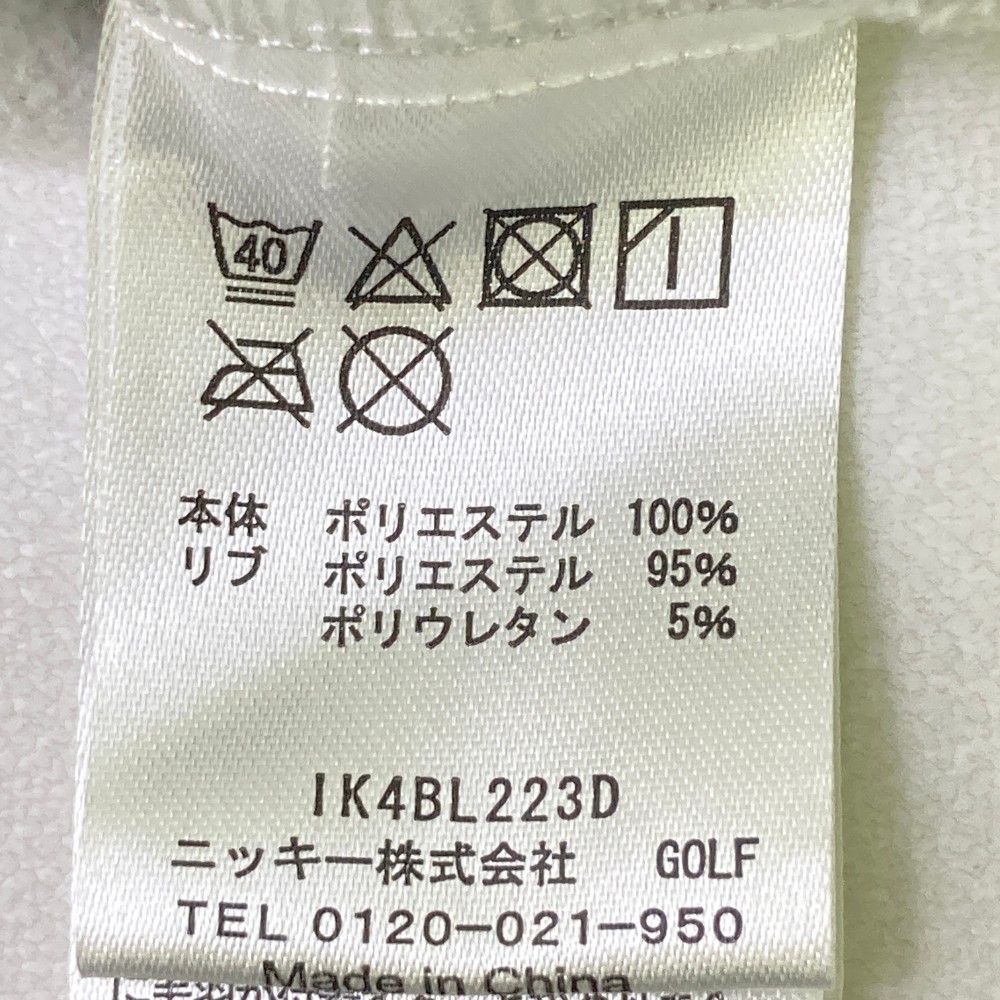 40
本体 ポリエステル 100%
リブ ポリエステル 95%
ポリウレタン 5%
IK4BL223D
ニッキー株式会社 GOLF
TEL 0120-021-950
Made in China